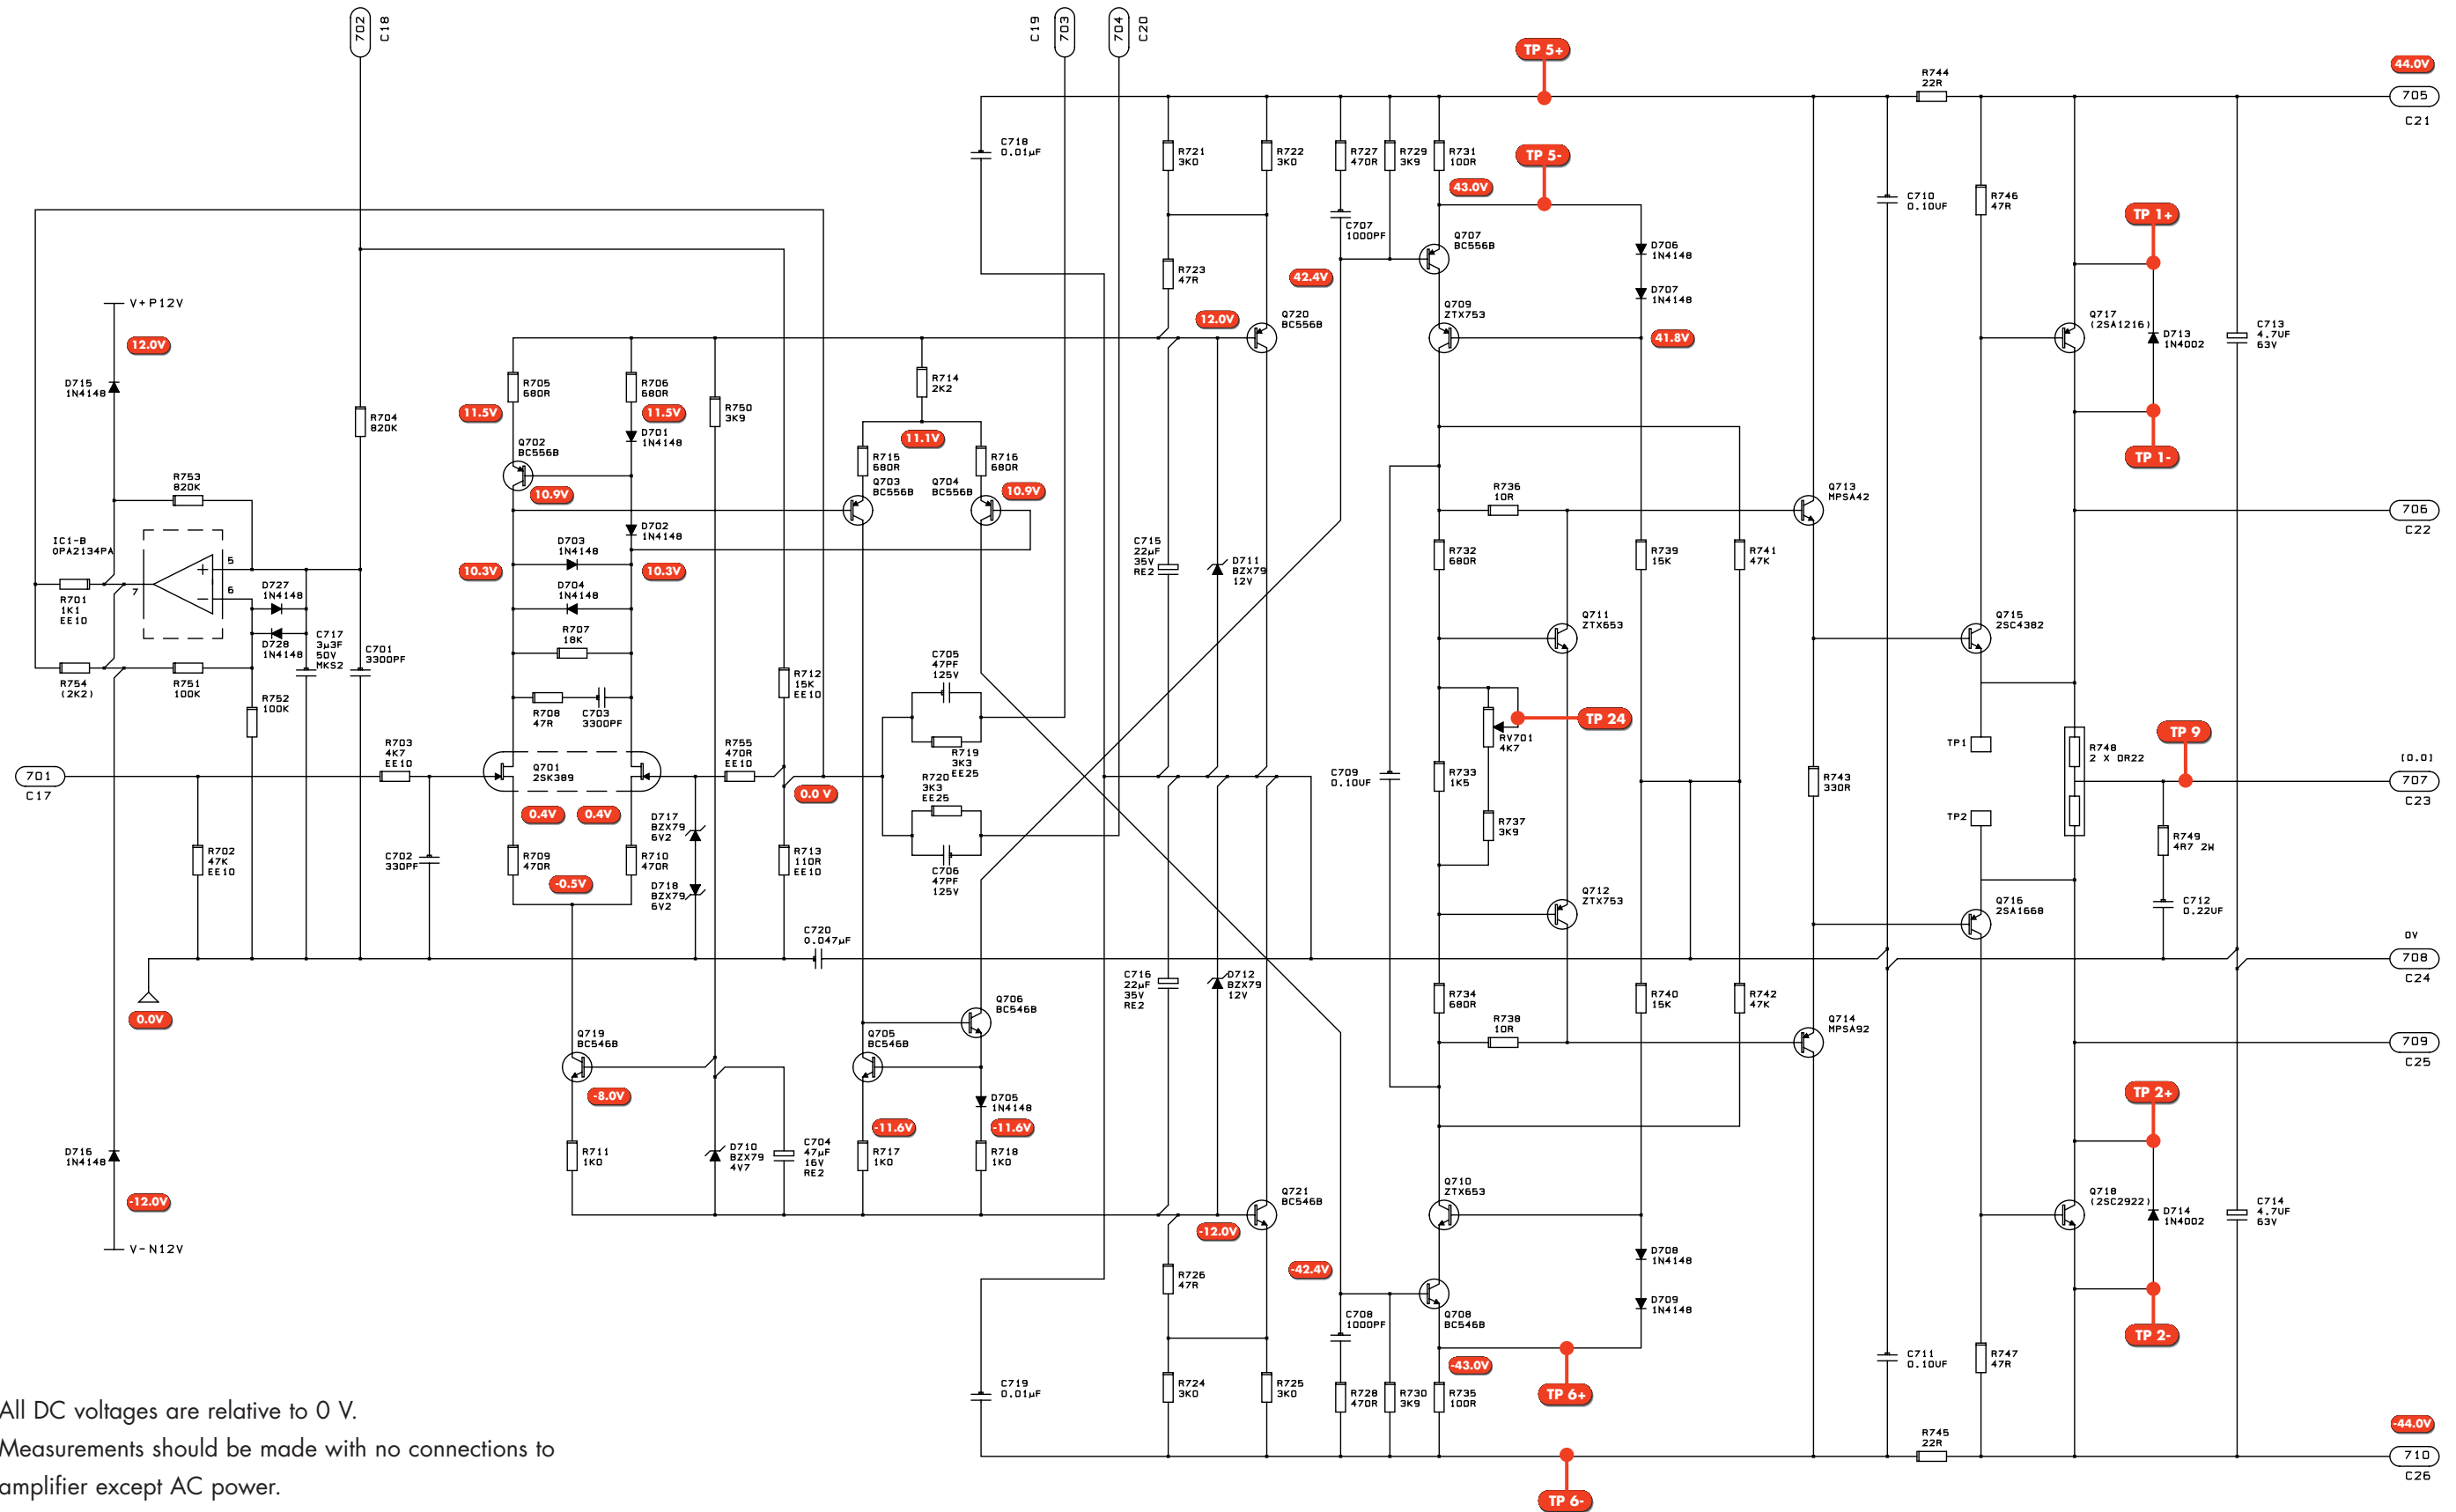 702
C18
C19
703
704
C20
TP 5+
44.0V
R744
22R
705
C21
C718
0.01µF
R721
3K0
R722
3K0
R727
470R
R729
3K9
R731
100R
TP 5-
43.0V
C710
0.10UF
R746
47R
TP 1+
C707
1000PF
Q707
BC556B
D706
1N4148
R723
47R
42.4V
D707
1N4148
V+P12V
12.0V
Q709
ZTX753
12.0V
Q720
BC556B
41.8V
Q717
(2SA1216)
D713
1N4002
C713
4.7UF
63V
D715
1N4148
R705
680R
R706
680R
R714
2K2
R750
3K9
11.5V
11.5V
R704
820K
D701
1N4148
11.1V
Q702
BC556B
R715
680R
R716
680R
TP 1-
R753
820K
10.9V
Q703
BC556B
Q704
BC556B
10.9V
R736
10R
Q713
MPSA42
706
C22
IC1-B
OPA2134PA
D702
1N4148
D703
1N4148
10.3V
10.3V
C715
22µF
35V
RE2
D711
BZX79
12V
R732
680R
R739
15K
R741
47K
5
+
7
6
−
R701
1K1
EE10
D727
1N4148
D704
1N4148
D728
1N4148
C717
3µ3F
50V
MKS2
C701
3300PF
R707
18K
Q711
ZTX653
Q715
2SC4382
C705
47PF
125V
R754
(2K2)
R751
100K
R752
100K
R712
15K
EE10
R708
47R
C703
3300PF
RV701
4K7
TP 24
R703
4K7
EE10
Q701
2SK389
R755
470R
EE10
R719
3K3
EE25
R720
3K3
EE25
TP1
R748
2 X 0R22
TP 9
[0.0]
707
C23
701
C17
0.0 V
C709
0.10UF
R733
1K5
R743
330R
0.4V
0.4V
D717
BZX79
6V2
R737
3K9
TP2
R702
47K
EE10
C702
330PF
R709
470R
R710
470R
R713
110R
EE10
R749
4R7 2W
-0.5V
D718
BZX79
6V2
C706
47PF
125V
Q712
ZTX753
Q716
2SA1668
C712
0.22UF
C720
0.047µF
0V
708
C24
0.0V
C716
22µF
35V
RE2
D712
BZX79
12V
R734
680R
R740
15K
R742
47K
Q706
BC546B
R738
10R
Q714
MPSA92
709
C25
Q719
BC546B
Q705
BC546B
-8.0V
D705
1N4148
TP 2+
-11.6V
-11.6V
D716
1N4148
R711
1K0
D710
BZX79
4V7
C704
47µF
16V
RE2
R717
1K0
R718
1K0
-12.0V
Q721
BC546B
Q710
ZTX653
Q718
(2SC2922)
D714
1N4002
C714
4.7UF
63V
-12.0V
V-N12V
D708
1N4148
-42.4V
R726
47R
D709
1N4148
C708
1000PF
Q708
BC546B
TP 2-
C711
0.10UF
R747
47R
-43.0V
C719
0.01µF
R724
3K0
R725
3K0
R728
470R
R730
3K9
R735
100R
TP 6+
-44.0V
R745
22R
710
C26
TP 6-
All DC voltages are relative to 0 V.
Measurements should be made with no connections to
amplifier except AC power.